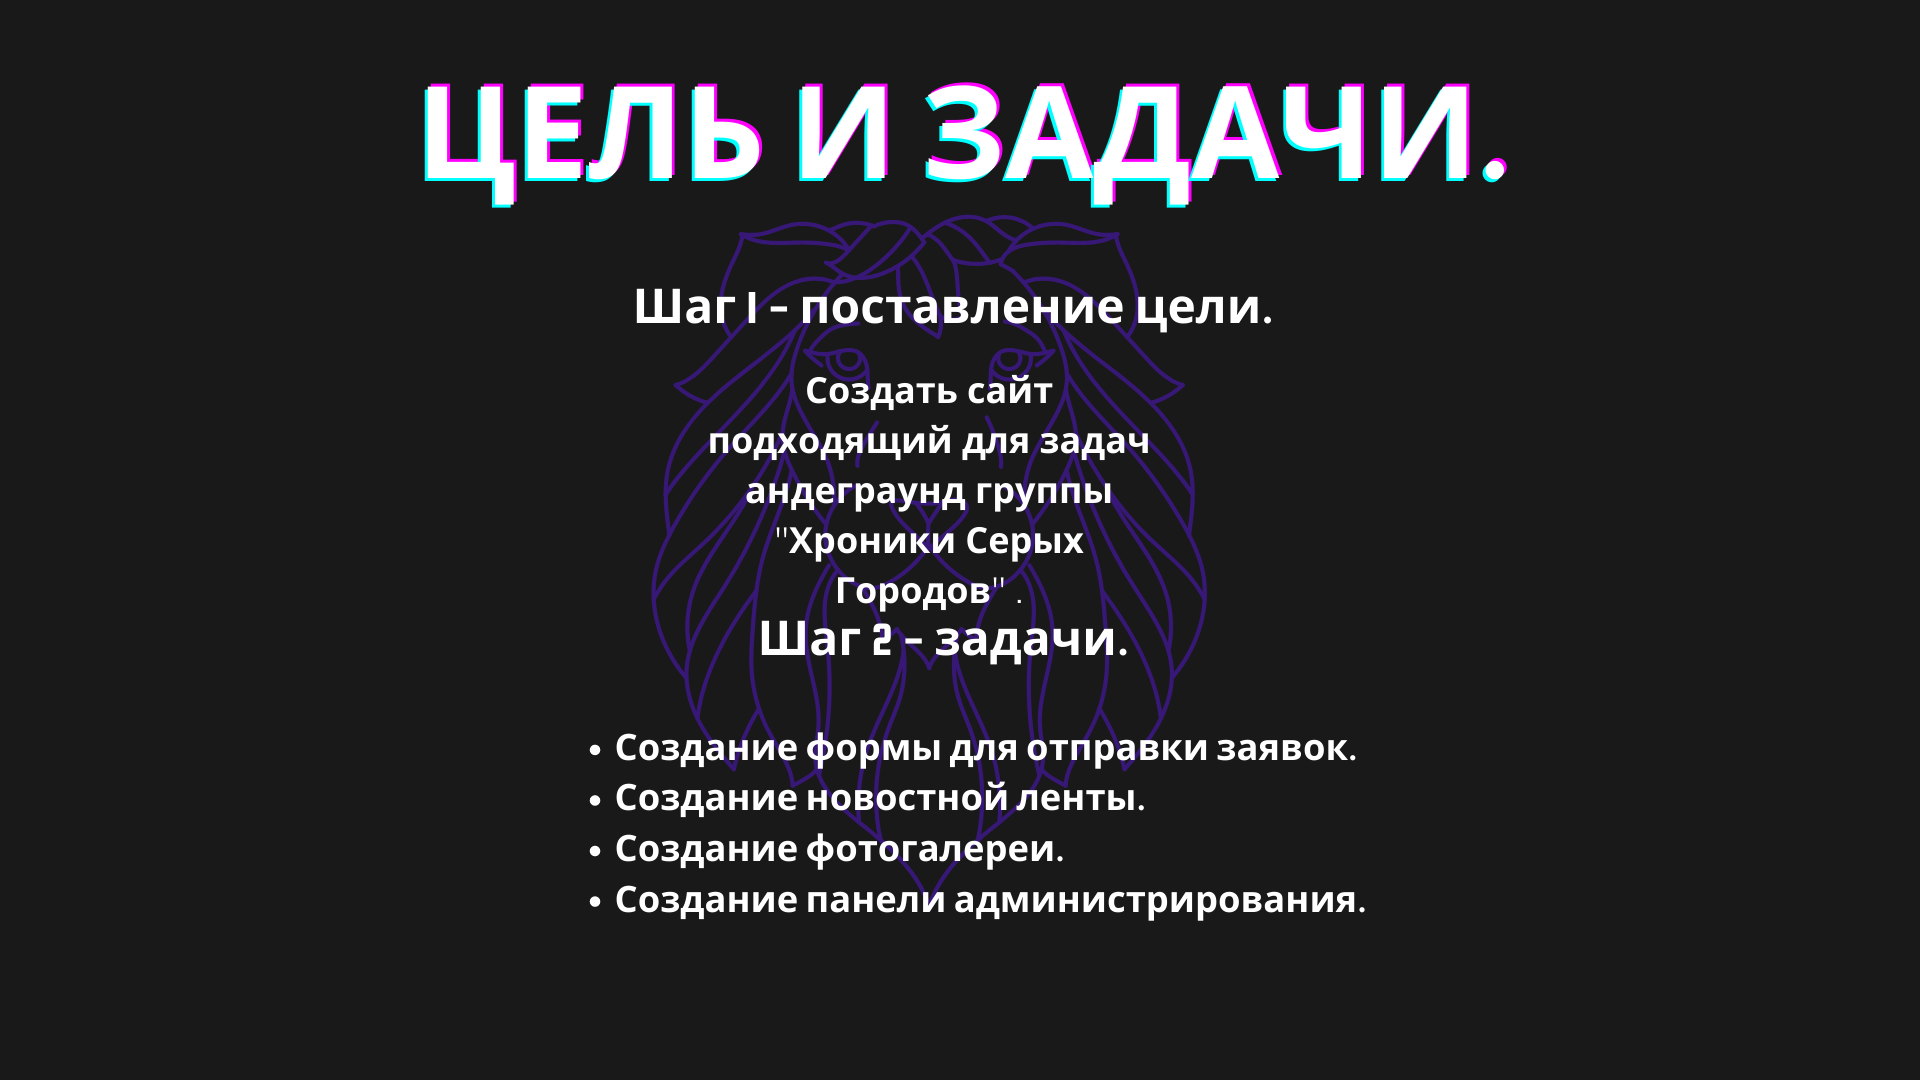 ЦЕЛЬ И ЗАДАЧИ.
Шаг 1 – поставление цели.
Создать сайт
подходящий для задач
андеграунд группы
"Хроники Серых
Городов" .
Шаг 2 – задачи.
• Создание формы для отправки заявок.
• Создание новостной ленты.
• Создание фотогалереи.
• Создание панели администрирования.